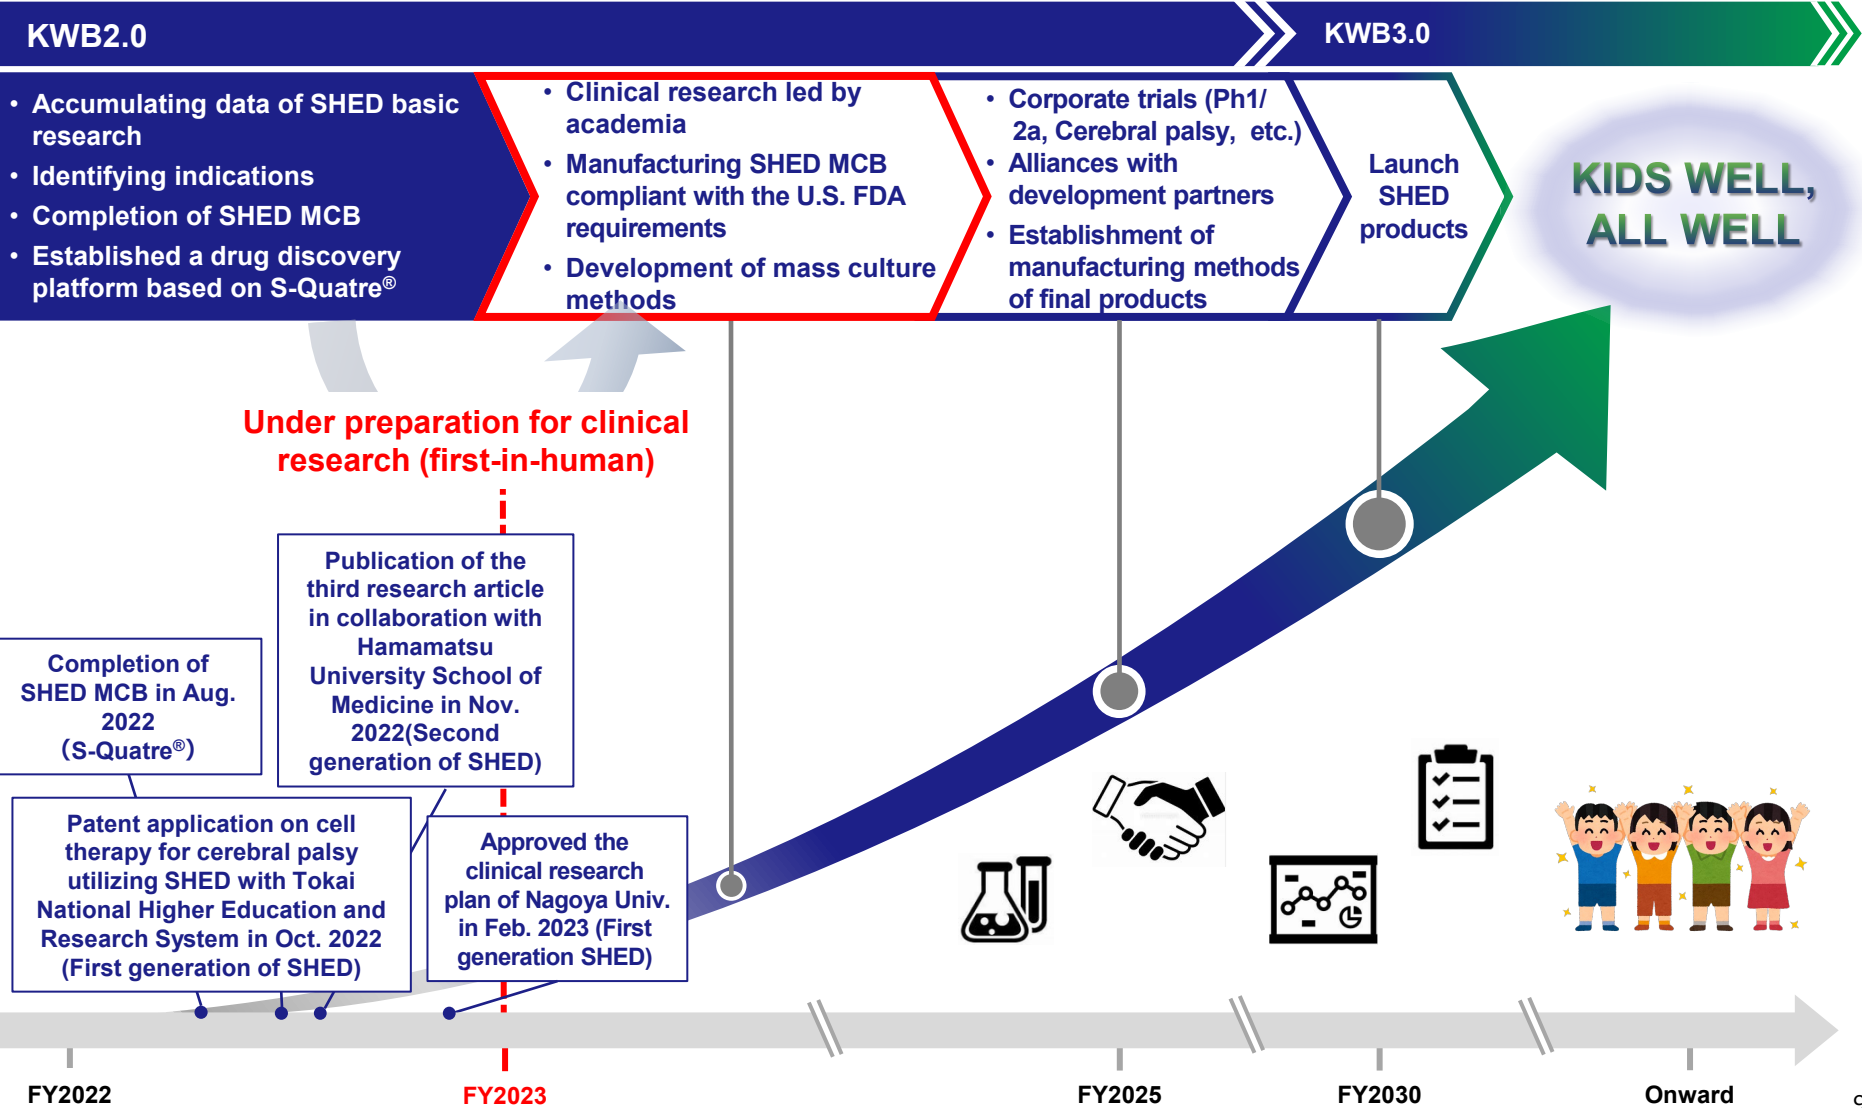 KWB2.0
KWB3.0
• Accumulating data of SHED basic
research
• Identifying indications
• Completion of SHED MCB
• Established a drug discovery
platform based on S-Quatre®
• Clinical research led by
academia
• Manufacturing SHED MCB
compliant with the U.S. FDA
requirements
• Development of mass culture
methods
• Corporate trials (Ph1/
2a, Cerebral palsy, etc.)
• Alliances with
development partners
• Establishment of
manufacturing methods
of final products
Launch
SHED
products
KIDS WELL,
ALL WELL
Under preparation for clinical
research (first-in-human)
Publication of the
third research article
in collaboration with
Hamamatsu
University School of
Medicine in Nov.
2022(Second
generation of SHED)
Completion of
SHED MCB in Aug.
2022
（S-Quatre®）
Patent application on cell
therapy for cerebral palsy
utilizing SHED with Tokai
National Higher Education and
Research System in Oct. 2022
(First generation of SHED)
Approved the
clinical research
plan of Nagoya Univ.
in Feb. 2023 (First
generation SHED)
FY2022
FY2023
FY2025
FY2030
Onward